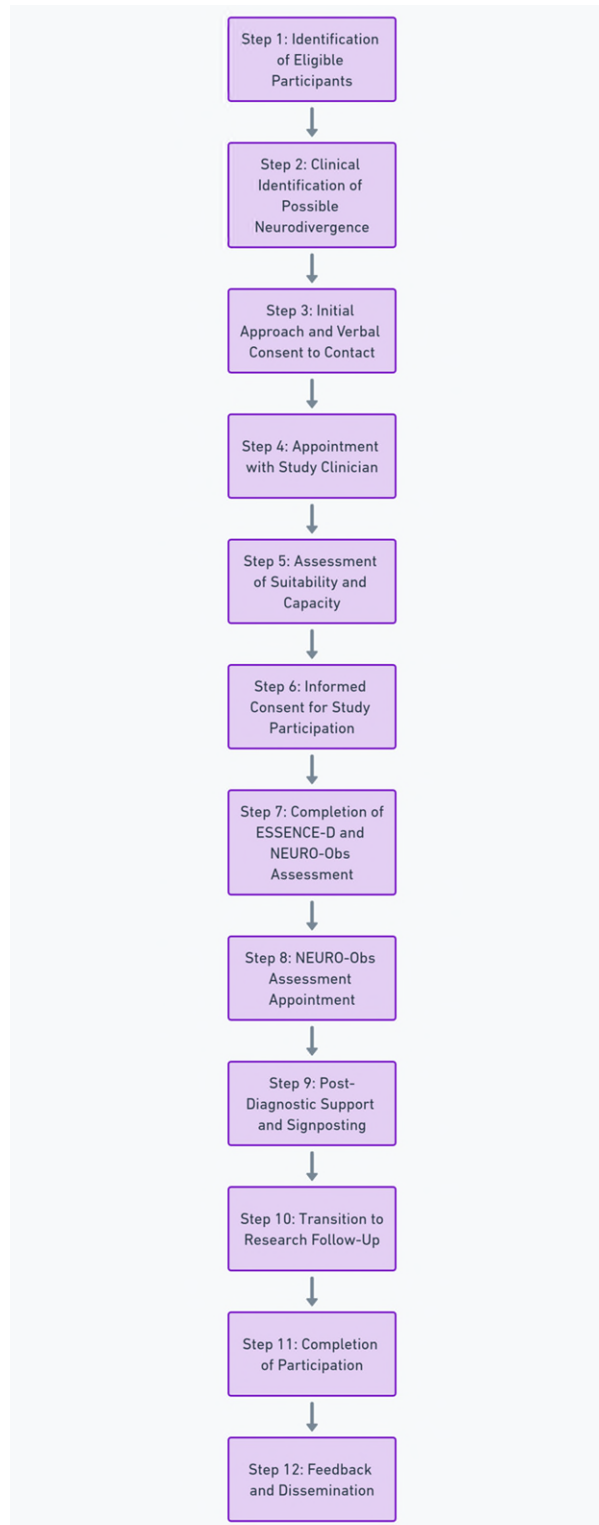 Step 1: Identification
of Eligible
Participants
Step 2: Clinical
Identification of
Possible
Neurodivergence
Step 3: Initial
Approach and Verbal
Consent to Contact
Step 4: Appointment
with Study Clinician
Step 5: Assessment
of Suitability and
Capacity
Step 6: Informed
Consent for Study
Participation
Step 7: Completion of
ESSENCE-D and
NEURO-Obs
Assessment
Step 8: NEURO-Obs
Assessment
Appointment
Step 9: Post-
Diagnostic Support
and Signposting
Step 10: Transition to
Research Follow-Up
Step 11: Completion
of Participation
Step 12: Feedback
and Dissemination